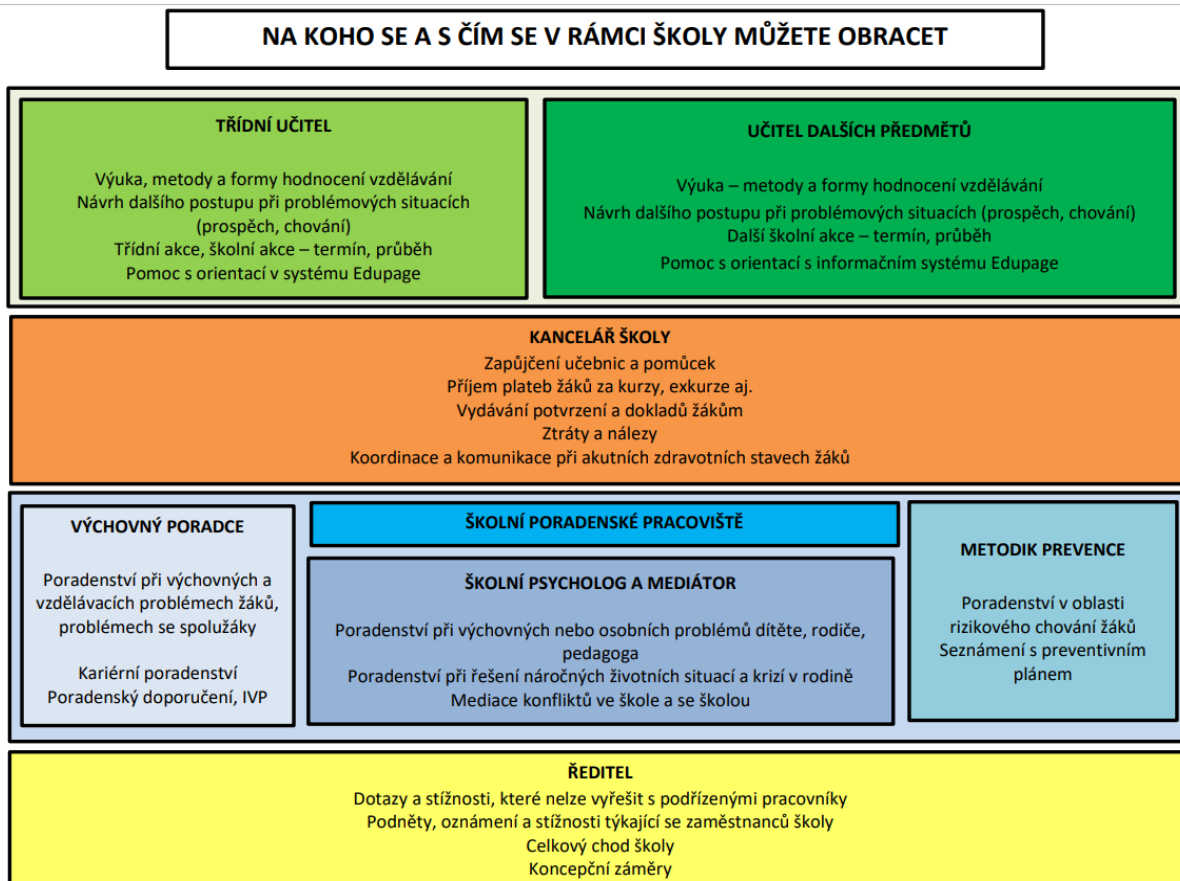 NA KOHO SE A S ČÍM SE V RÁMCI ŠKOLY MŮŽETE OBRACET
TŘÍDNÍ UČITEL
Výuka, metody a formy hodnocení vzdělávání
Návrh dalšího postupu při problémových situacích
(prospěch, chování)
Třídní akce, školní akce – termín, průběh
Pomoc s orientací v systému Edupage
UČITEL DALŠÍCH PŘEDMĚTŮ
Výuka – metody a formy hodnocení vzdělávání
Návrh dalšího postupu při problémových situacích (prospěch, chování)
Další školní akce – termín, průběh
Pomoc s orientací s informačním systému Edupage
KANCELÁŘ ŠKOLY
Zapůjčení učebnic a pomůcek
Příjem plateb žáků za kurzy, exkurze aj.
Vydávání potvrzení a dokladů žákům
Ztráty a nálezy
Koordinace a komunikace při akutních zdravotních stavech žáků
VÝCHOVNÝ PORADCE
Poradenství při výchovných a
vzdělávacích problémech žáků,
problémech se spolužáky
Kariérní poradenství
Poradenský doporučení, IVP
ŠKOLNÍ PORADENSKÉ PRACOVIŠTĚ
ŠKOLNÍ PSYCHOLOG A MEDIÁTOR
Poradenství při výchovných nebo osobních problémů dítěte, rodiče,
pedagoga
Poradenství při řešení náročných životních situací a krizí v rodině
Mediace konfliktů ve škole a se školou
METODIK PREVENCE
Poradenství v oblasti
rizikového chování žáků
Seznámení s preventivním
plánem
ŘEDITEL
Dotazy a stížnosti, které nelze vyřešit s podřízenými pracovníky
Podněty, oznámení a stížnosti týkající se zaměstnanců školy
Celkový chod školy
Koncepční záměry